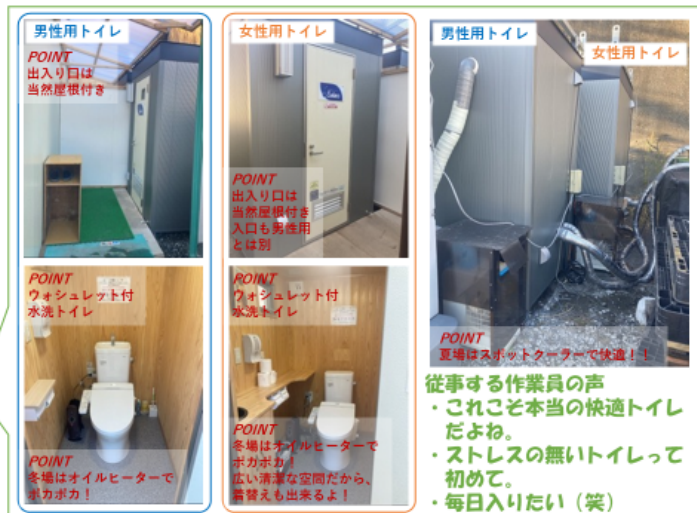 男性用トイレ
POINT
出入り口は
当然屋根付き
女性用トイレ
POINT
出入り口は
当然屋根付き
入口も男性用
とは別
男性用トイレ
女性用トイレ
POINT
夏場はスポットクーラーで快適!!
POINT
ウォシュレット付
水洗トイレ
POINT
冬場はオイルヒーターで
ポカポカ!
POINT
ウォシュレット付
水洗トイレ
POINT
冬場はオイルヒーターで
ポカポカ!
広い清潔な空間だから、
着替えも出来るよ!
従事する作業員の声
・これこそ本当の快適トイレ
だよね。
・ストレスの無いトイレって
初めて。
・毎日入りたい(笑)